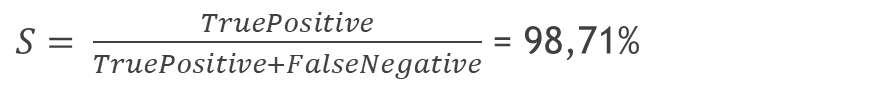 S = TruePositive / TruePositive+FalseNegative = 98,71%